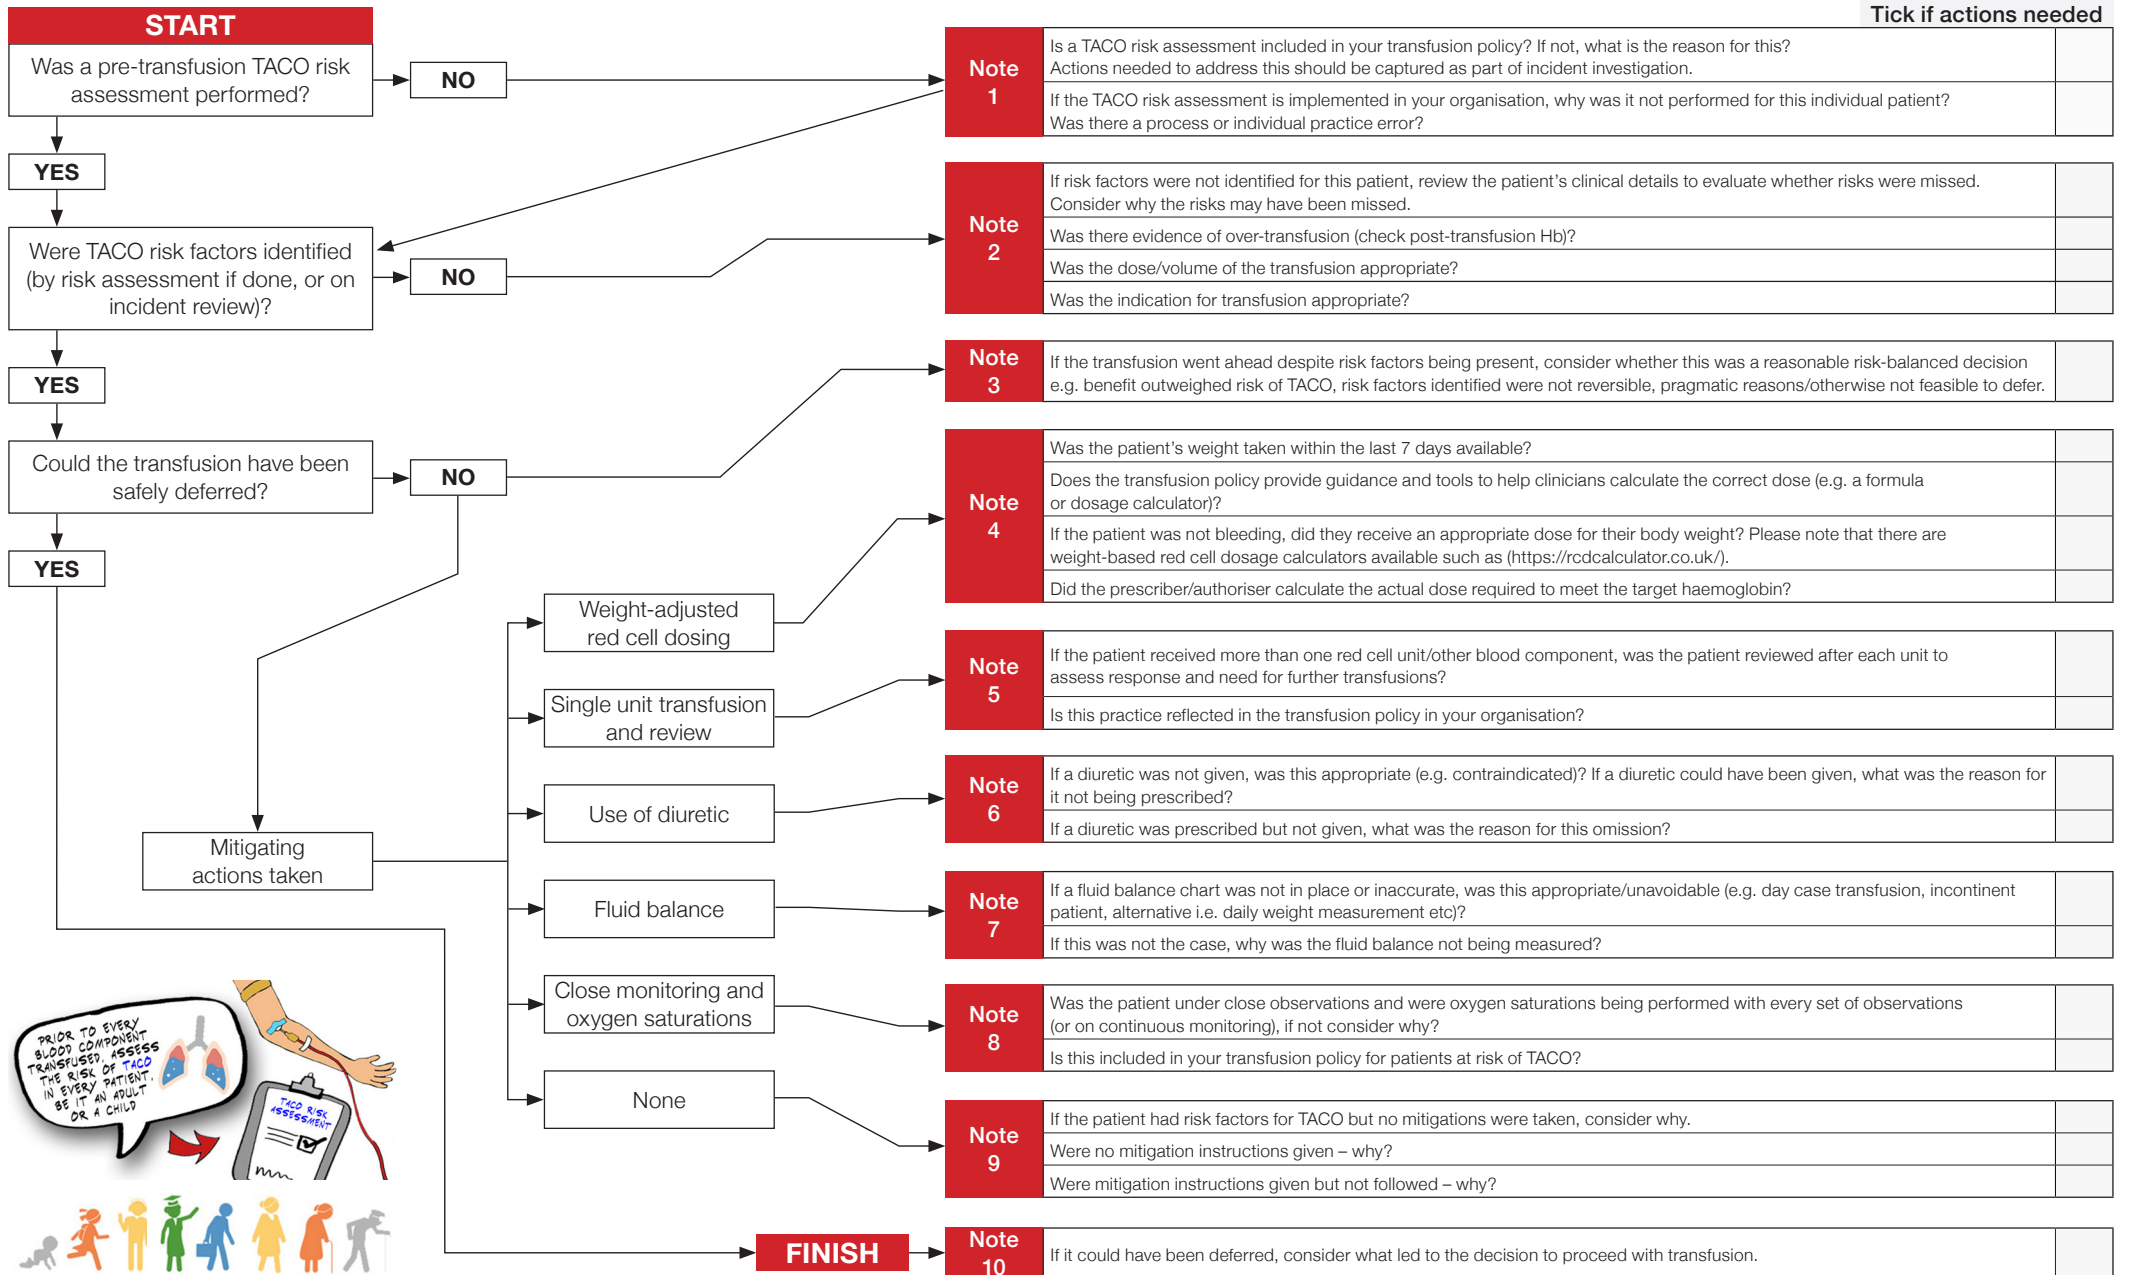 START
Was a pre-transfusion TACO risk
assessment performed?
NO
YES
Were TACO risk factors identified
(by risk assessment if done, or on
incident review)?
NO
YES
Could the transfusion have been
safely deferred?
NO
YES
Mitigating
actions taken
Weight-adjusted
red cell dosing
Single unit transfusion
and review
Use of diuretic
Fluid balance
Close monitoring and
oxygen saturations
None
PRIOR TO EVERY
BLOOD COMPONENT
TRANSFUSED, ASSESS
THE RISK OF TACO
IN EVERY PATIENT,
BE IT AN ADULT
OR A CHILD
TACO RISK
ASSESSMENT
FINISH
Tick if actions needed
Note
1
Is a TACO risk assessment included in your transfusion policy? If not, what is the reason for this?
Actions needed to address this should be captured as part of incident investigation.
If the TACO risk assessment is implemented in your organisation, why was it not performed for this individual patient?
Was there a process or individual practice error?
Note
2
If risk factors were not identified for this patient, review the patient's clinical details to evaluate whether risks were missed.
Consider why the risks may have been missed.
Was there evidence of over-transfusion (check post-transfusion Hb)?
Was the dose/volume of the transfusion appropriate?
Was the indication for transfusion appropriate?
Note
3
If the transfusion went ahead despite risk factors being present, consider whether this was a reasonable risk-balanced decision
e.g. benefit outweighed risk of TACO, risk factors identified were not reversible, pragmatic reasons/otherwise not feasible to defer.
Note
4
Was the patient's weight taken within the last 7 days available?
Does the transfusion policy provide guidance and tools to help clinicians calculate the correct dose (e.g. a formula
or dosage calculator)?
If the patient was not bleeding, did they receive an appropriate dose for their body weight? Please note that there are
weight-based red cell dosage calculators available such as (https://rcdcalculator.co.uk/).
Did the prescriber/authoriser calculate the actual dose required to meet the target haemoglobin?
Note
5
If the patient received more than one red cell unit/other blood component, was the patient reviewed after each unit to
assess response and need for further transfusions?
Is this practice reflected in the transfusion policy in your organisation?
Note
6
If a diuretic was not given, was this appropriate (e.g. contraindicated)? If a diuretic could have been given, what was the reason for
it not being prescribed?
If a diuretic was prescribed but not given, what was the reason for this omission?
Note
7
If a fluid balance chart was not in place or inaccurate, was this appropriate/unavoidable (e.g. day case transfusion, incontinent
patient, alternative i.e. daily weight measurement etc)?
If this was not the case, why was the fluid balance not being measured?
Note
8
Was the patient under close observations and were oxygen saturations being performed with every set of observations
(or on continuous monitoring), if not consider why?
Is this included in your transfusion policy for patients at risk of TACO?
Note
9
If the patient had risk factors for TACO but no mitigations were taken, consider why.
Were no mitigation instructions given – why?
Were mitigation instructions given but not followed – why?
Note
10
If it could have been deferred, consider what led to the decision to proceed with transfusion.